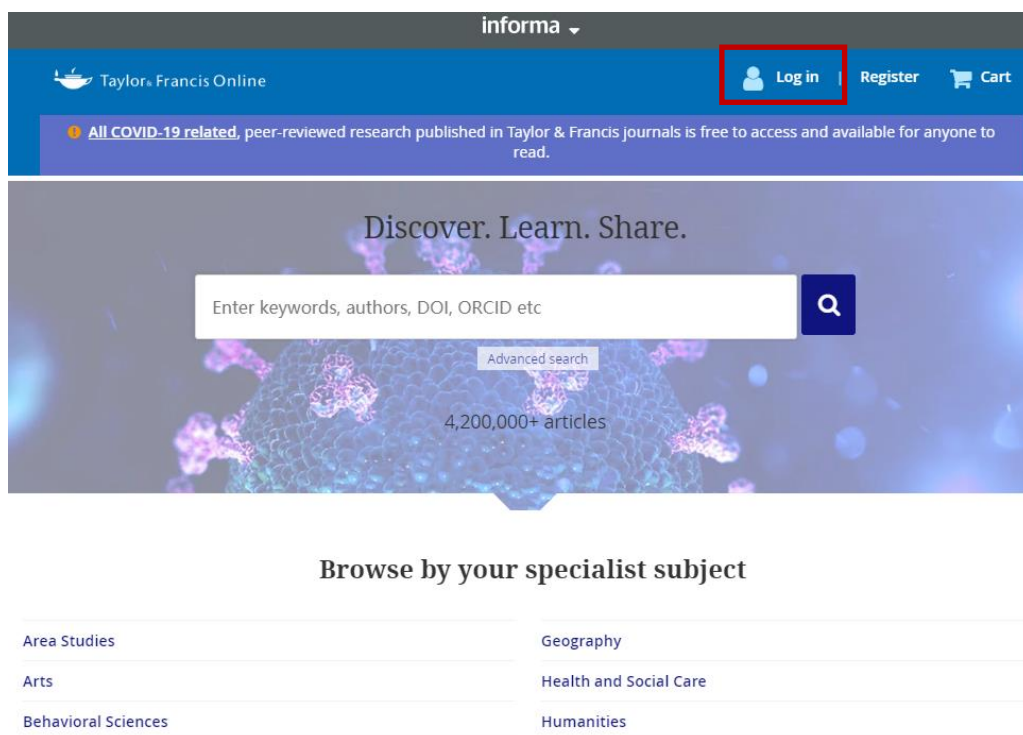 informa
Taylor & Francis Online
Log in | Register Cart
All COVID-19 related, peer-reviewed research published in Taylor & Francis journals is free to access and available for anyone to
read.
Discover. Learn. Share.
Enter keywords, authors, DOI, ORCID etc
Advanced search
4,200,000+ articles
Browse by your specialist subject
Area Studies
Geography
Arts
Health and Social Care
Behavioral Sciences
Humanities